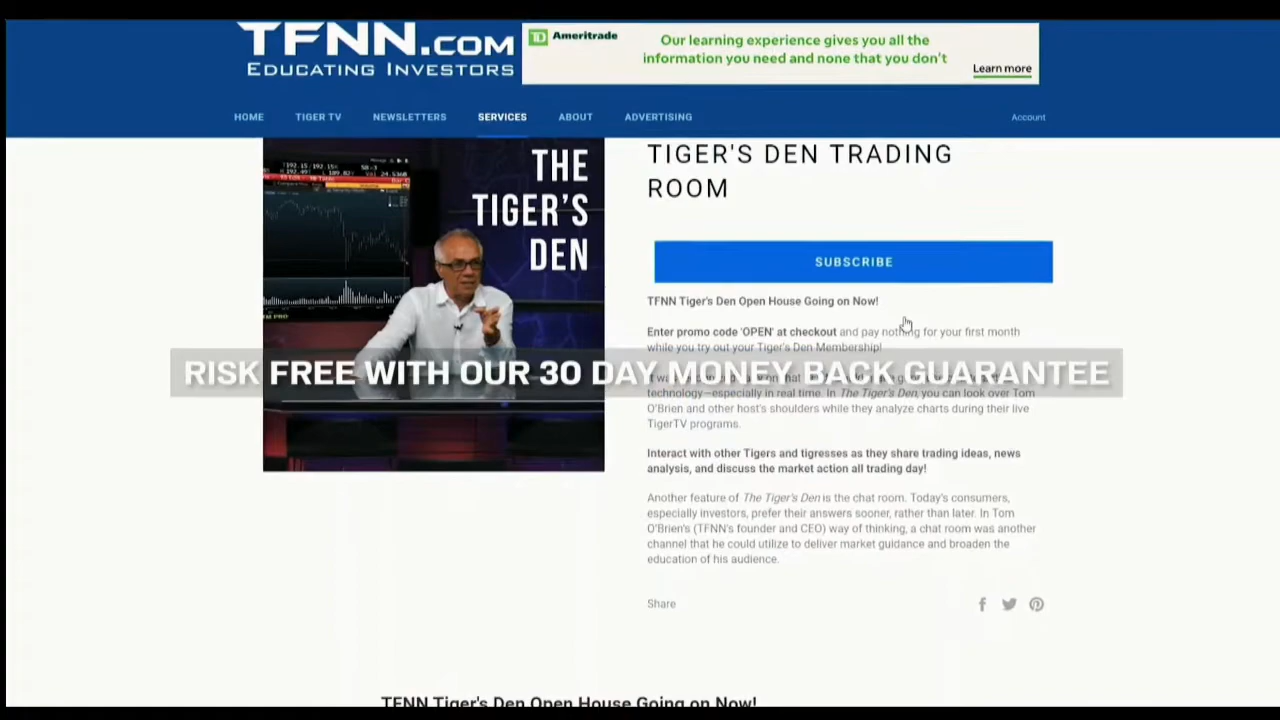 TFNN.COM
EDUCATING INVESTORS
TD Ameritrade
Our learning experience gives you all the
information you need and none that you don't
Learn more
HOME
TIGER TV
NEWSLETTERS
SERVICES
ABOUT
ADVERTISING
Account
THE
TIGER'S
DEN
TIGER'S DEN TRADING
ROOM
SUBSCRIBE
TFNN Tiger's Den Open House Going on Now!
Enter promo code 'OPEN' at checkout and pay nothing for your first month
while you try out your Tiger's Den Membership!
RISK FREE WITH OUR 30 DAY MONEY BACK GUARANTEE
technology—especially in real time. In The Tiger's Den, you can look over Tom
O'Brien and other host's shoulders while they analyze charts during their live
TigerTV programs.
Interact with other Tigers and tigresses as they share trading ideas, news
analysis, and discuss the market action all trading day!
Another feature of The Tiger's Den is the chat room. Today's consumers,
especially investors, prefer their answers sooner, rather than later. In Tom
O'Brien's (TFNN's founder and CEO) way of thinking, a chat room was another
channel that he could utilize to deliver market guidance and broaden the
education of his audience.
Share
TFNN Tiger's Den Open House Going on Now!